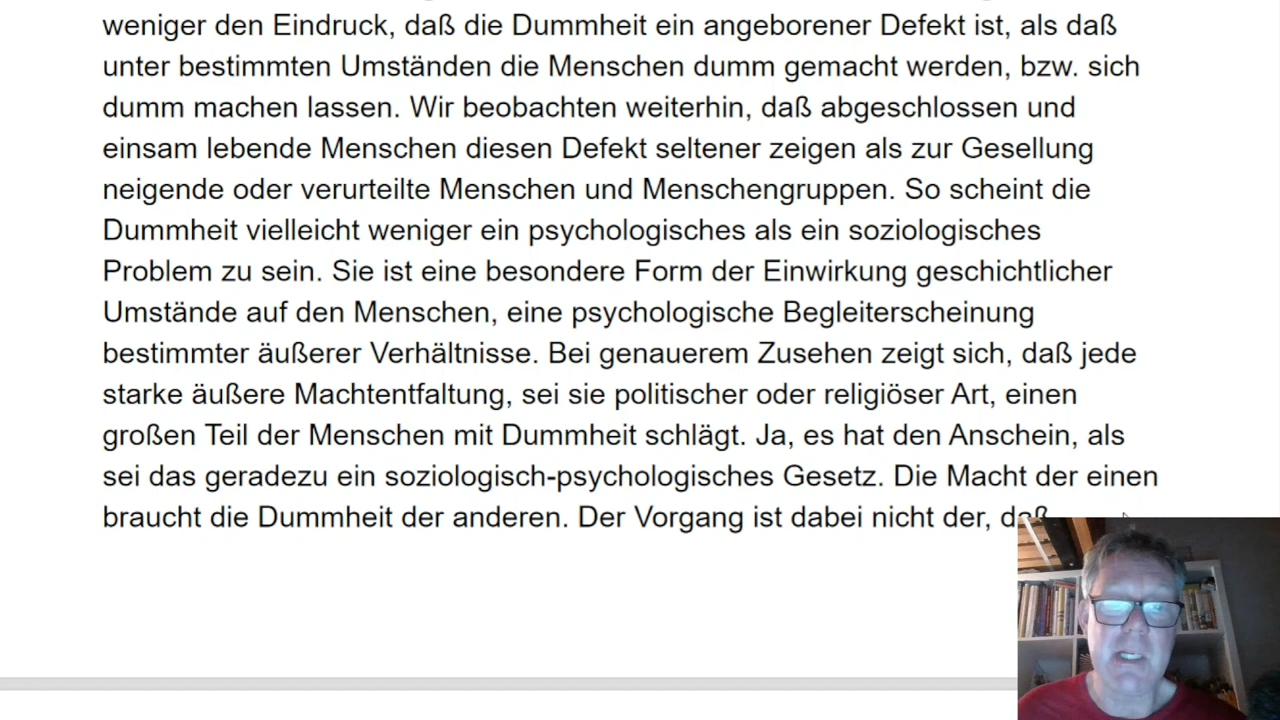 weniger den Eindruck, daß die Dummheit ein angeborener Defekt ist, als daß
unter bestimmten Umständen die Menschen dumm gemacht werden, bzw. sich
dumm machen lassen. Wir beobachten weiterhin, daß abgeschlossen und
einsam lebende Menschen diesen Defekt seltener zeigen als zur Gesellung
neigende oder verurteilte Menschen und Menschengruppen. So scheint die
Dummheit vielleicht weniger ein psychologisches als ein soziologisches
Problem zu sein. Sie ist eine besondere Form der Einwirkung geschichtlicher
Umstände auf den Menschen, eine psychologische Begleiterscheinung
bestimmter äußerer Verhältnisse. Bei genauerem Zusehen zeigt sich, daß jede
starke äußere Machtentfaltung, sei sie politischer oder religiöser Art, einen
großen Teil der Menschen mit Dummheit schlägt. Ja, es hat den Anschein, als
sei das geradezu ein soziologisch-psychologisches Gesetz. Die Macht der einen
braucht die Dummheit der anderen. Der Vorgang ist dabei nicht der, daß